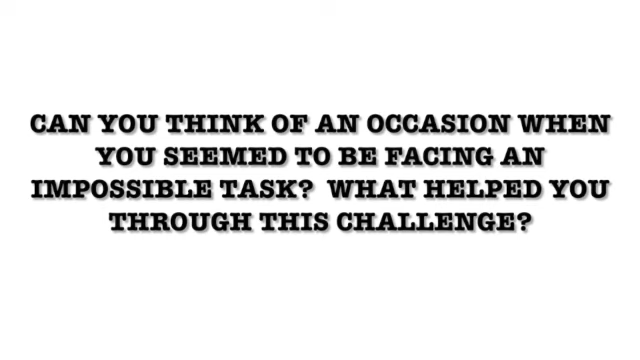 CAN YOU THINK OF AN OCCASION WHEN
YOU SEEMED TO BE FACING AN
IMPOSSIBLE TASK? WHAT HELPED YOU
THROUGH THIS CHALLENGE?